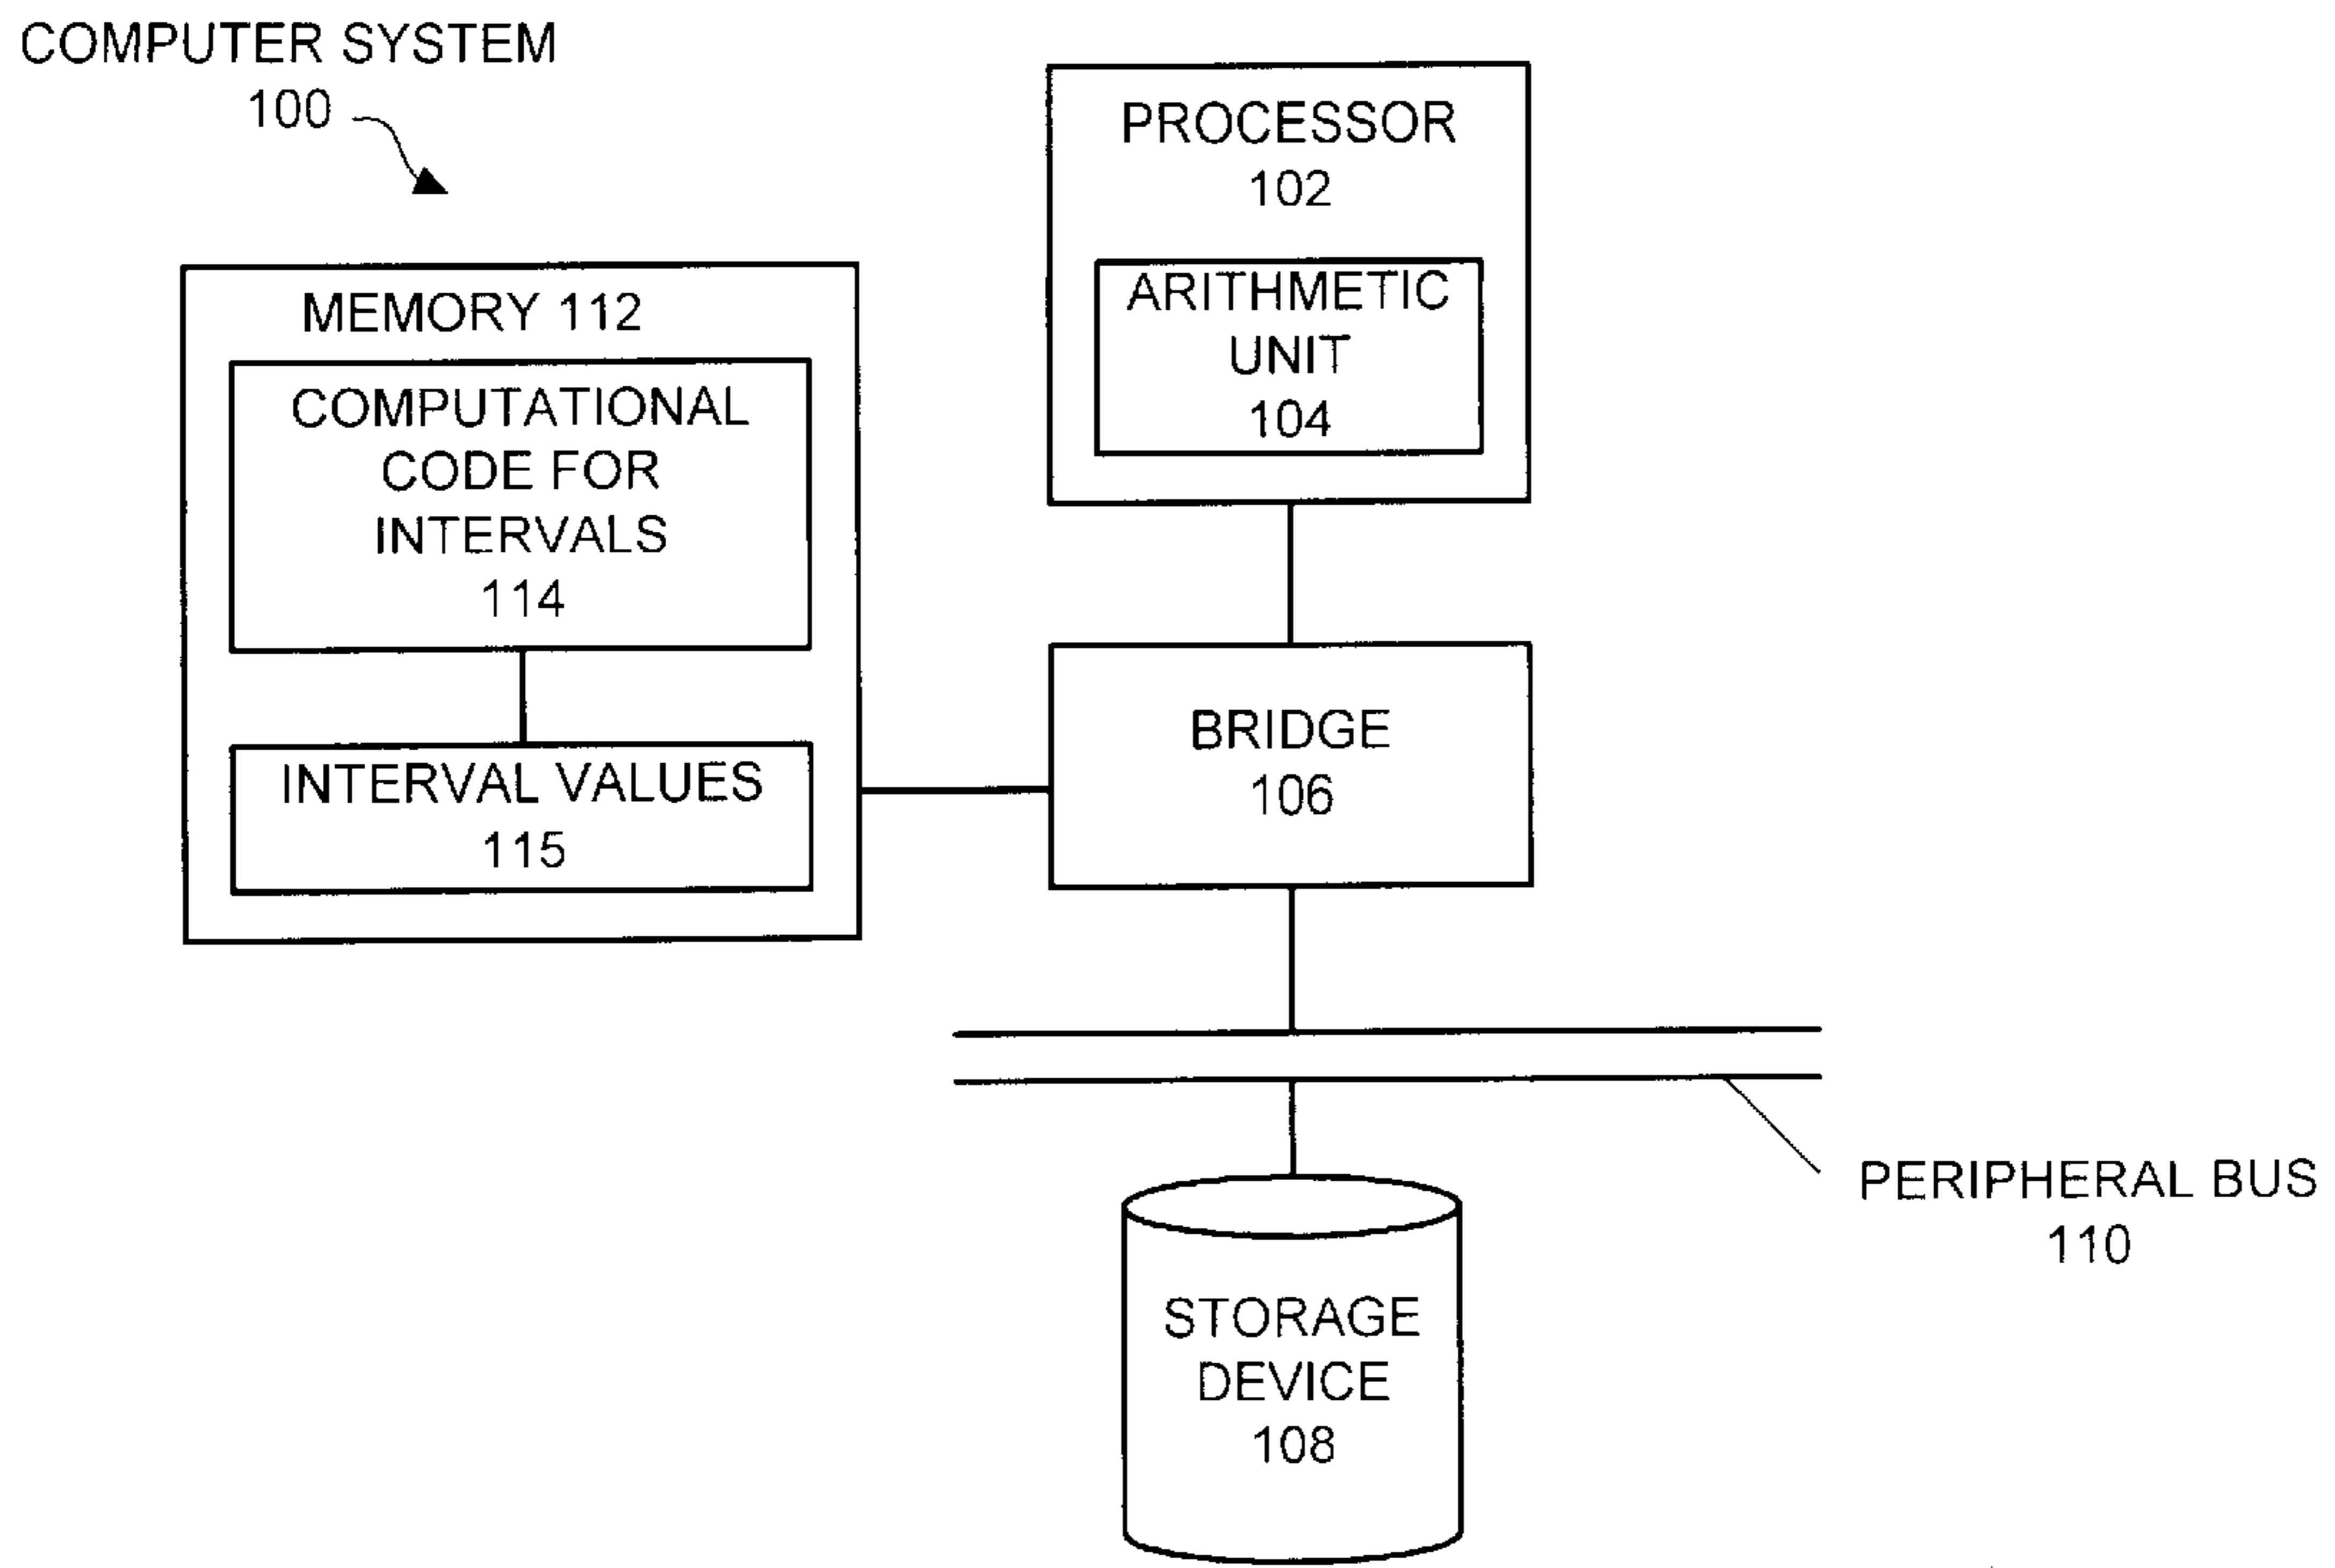 COMPUTER SYSTEM
100
PROCESSOR
102
ARITHMETIC
UNIT
104
MEMORY 112
COMPUTATIONAL
CODE FOR
INTERVALS
114
INTERVAL VALUES
115
BRIDGE
106
PERIPHERAL BUS
110
STORAGE
DEVICE
108